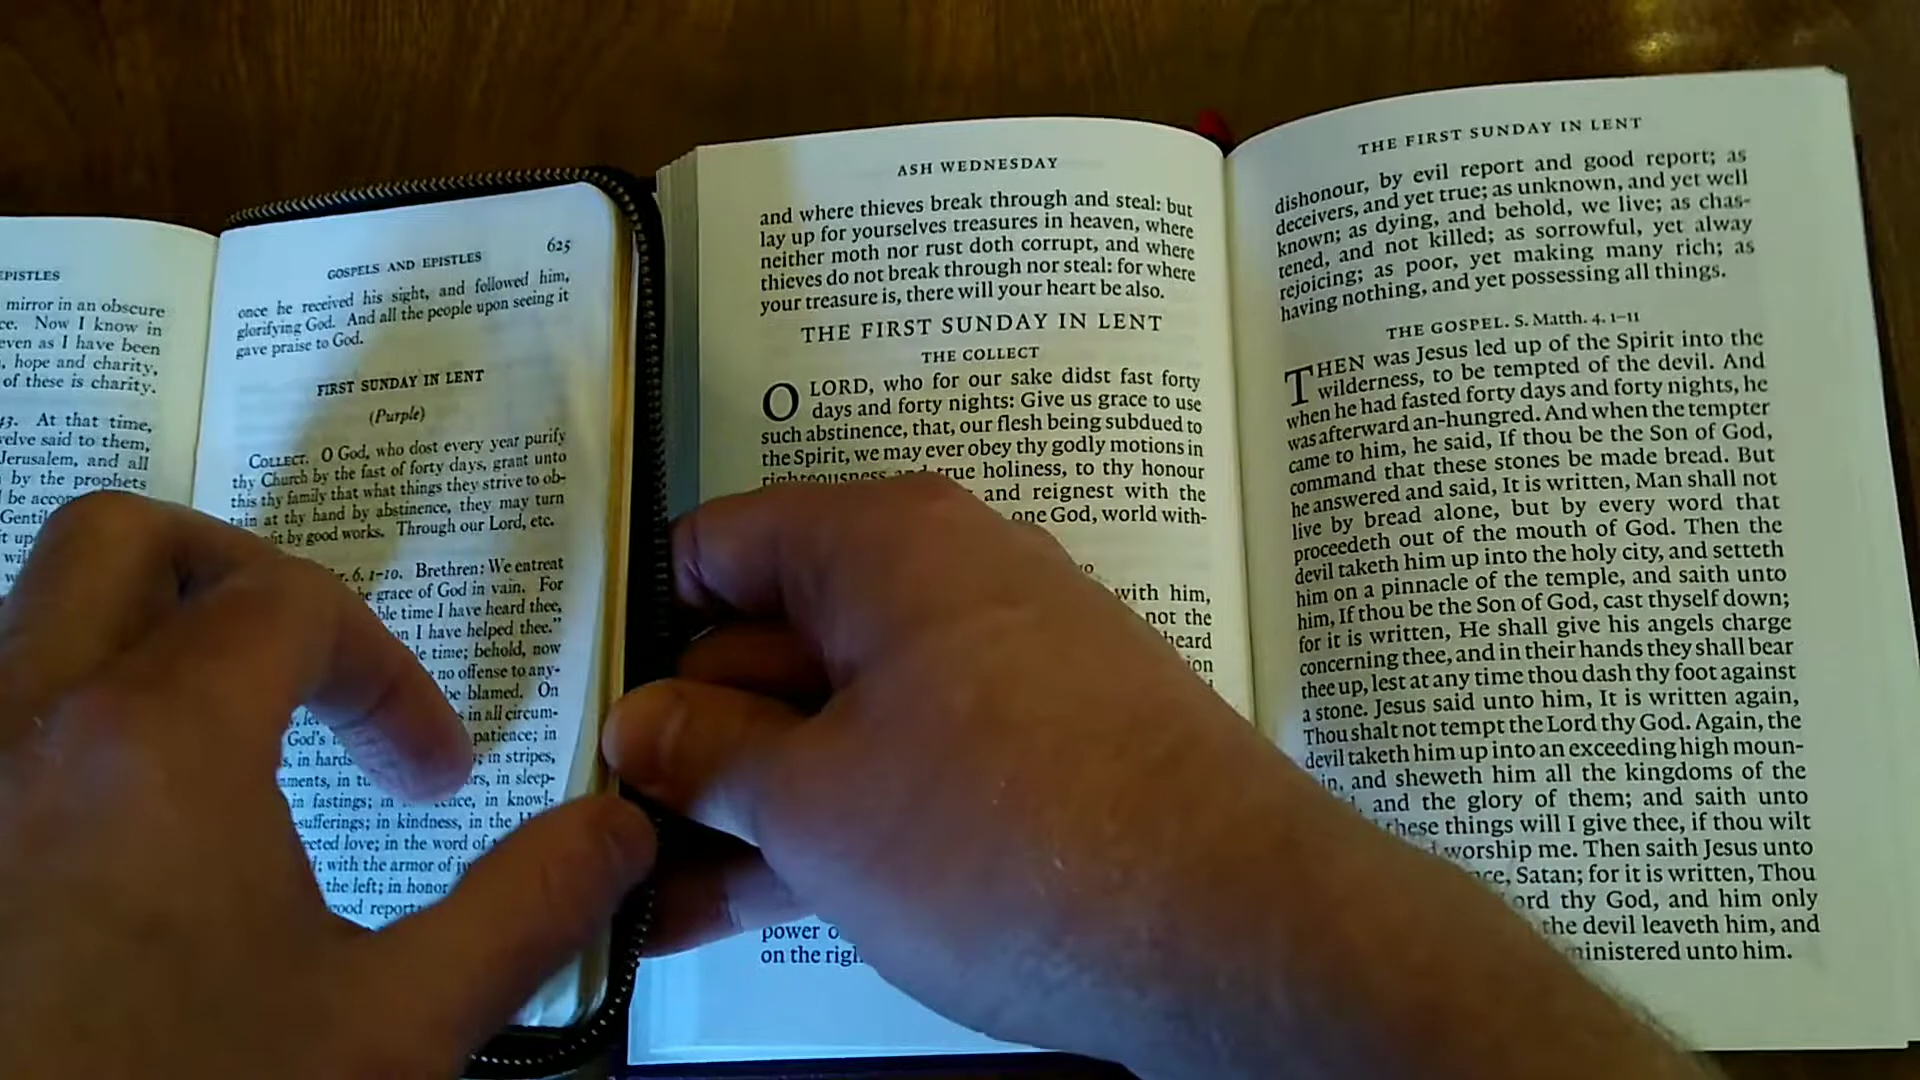 EPISTLES
mirror in an obscure
Now I know in
even as I have been
hope and charity,
of these is charity.
43. At that time,
said to them,
Jerusalem, and all
by the prophets
be
625
GOSPELS AND EPISTLES
once he received his sight, and followed him,
glorifying God. And all the people upon seeing it
gave praise to God.
FIRST SUNDAY IN LENT
(Purple)
COLLECT. O God, who dost every year purify
thy Church by the fast of forty days, grant unto
this thy family that what things they strive to ob-
tain at thy hand by abstinence, they may turn
by good works. Through our Lord, etc.
6. 1-10. Brethren: We entreat
grace of God in vain. For
time I have heard thee,
I have helped thee."
time; behold, now
no offense to any-
be blamed. On
in all circum-
God's patience; in
in hards in stripes,
in sleep-
in fastings; in in knowl-
sufferings; in kindness, in the
love; in the word of
with the armor of
the left; in honor
good report
ASH WEDNESDAY
and where thieves break through and steal: but
lay up for yourselves treasures in heaven, where
neither moth nor rust doth corrupt, and where
thieves do not break through nor steal: for where
your treasure is, there will your heart be also.
THE FIRST SUNDAY IN LENT
THE COLLECT
O LORD, who for our sake didst fast forty
days and forty nights: Give us grace to use
such abstinence, that, our flesh being subdued to
the Spirit, we may ever obey thy godly motions in
righteousness and true holiness, to thy honour
and reignest with the
one God, world with-
with him,
not the
heard
power
on the
THE FIRST SUNDAY IN LENT
dishonour, by evil report and good report; as
deceivers, and yet true; as unknown, and yet well
known; as dying, and behold, we live; as chas-
tened, and not killed; as sorrowful, yet alway
rejoicing; as poor, yet making many rich; as
having nothing, and yet possessing all things.
THE GOSPEL. S. Matth. 4. 1-11
THEN was Jesus led up of the Spirit into the
wilderness, to be tempted of the devil. And
when he had fasted forty days and forty nights, he
was afterward an-hungred. And when the tempter
came to him, he said, If thou be the Son of God,
command that these stones be made bread. But
he answered and said, It is written, Man shall not
live by bread alone, but by every word that
proceedeth out of the mouth of God. Then the
devil taketh him up into the holy city, and setteth
him on a pinnacle of the temple, and saith unto
him, If thou be the Son of God, cast thyself down;
for it is written, He shall give his angels charge
concerning thee, and in their hands they shall bear
thee up, lest at any time thou dash thy foot against
a stone. Jesus said unto him, It is written again,
Thou shalt not tempt the Lord thy God. Again, the
devil taketh him up into an exceeding high moun-
and sheweth him all the kingdoms of the
and the glory of them; and saith unto
these things will I give thee, if thou wilt
worship me. Then saith Jesus unto
Satan; for it is written, Thou
thy God, and him only
the devil leaveth him, and
ministered unto him.